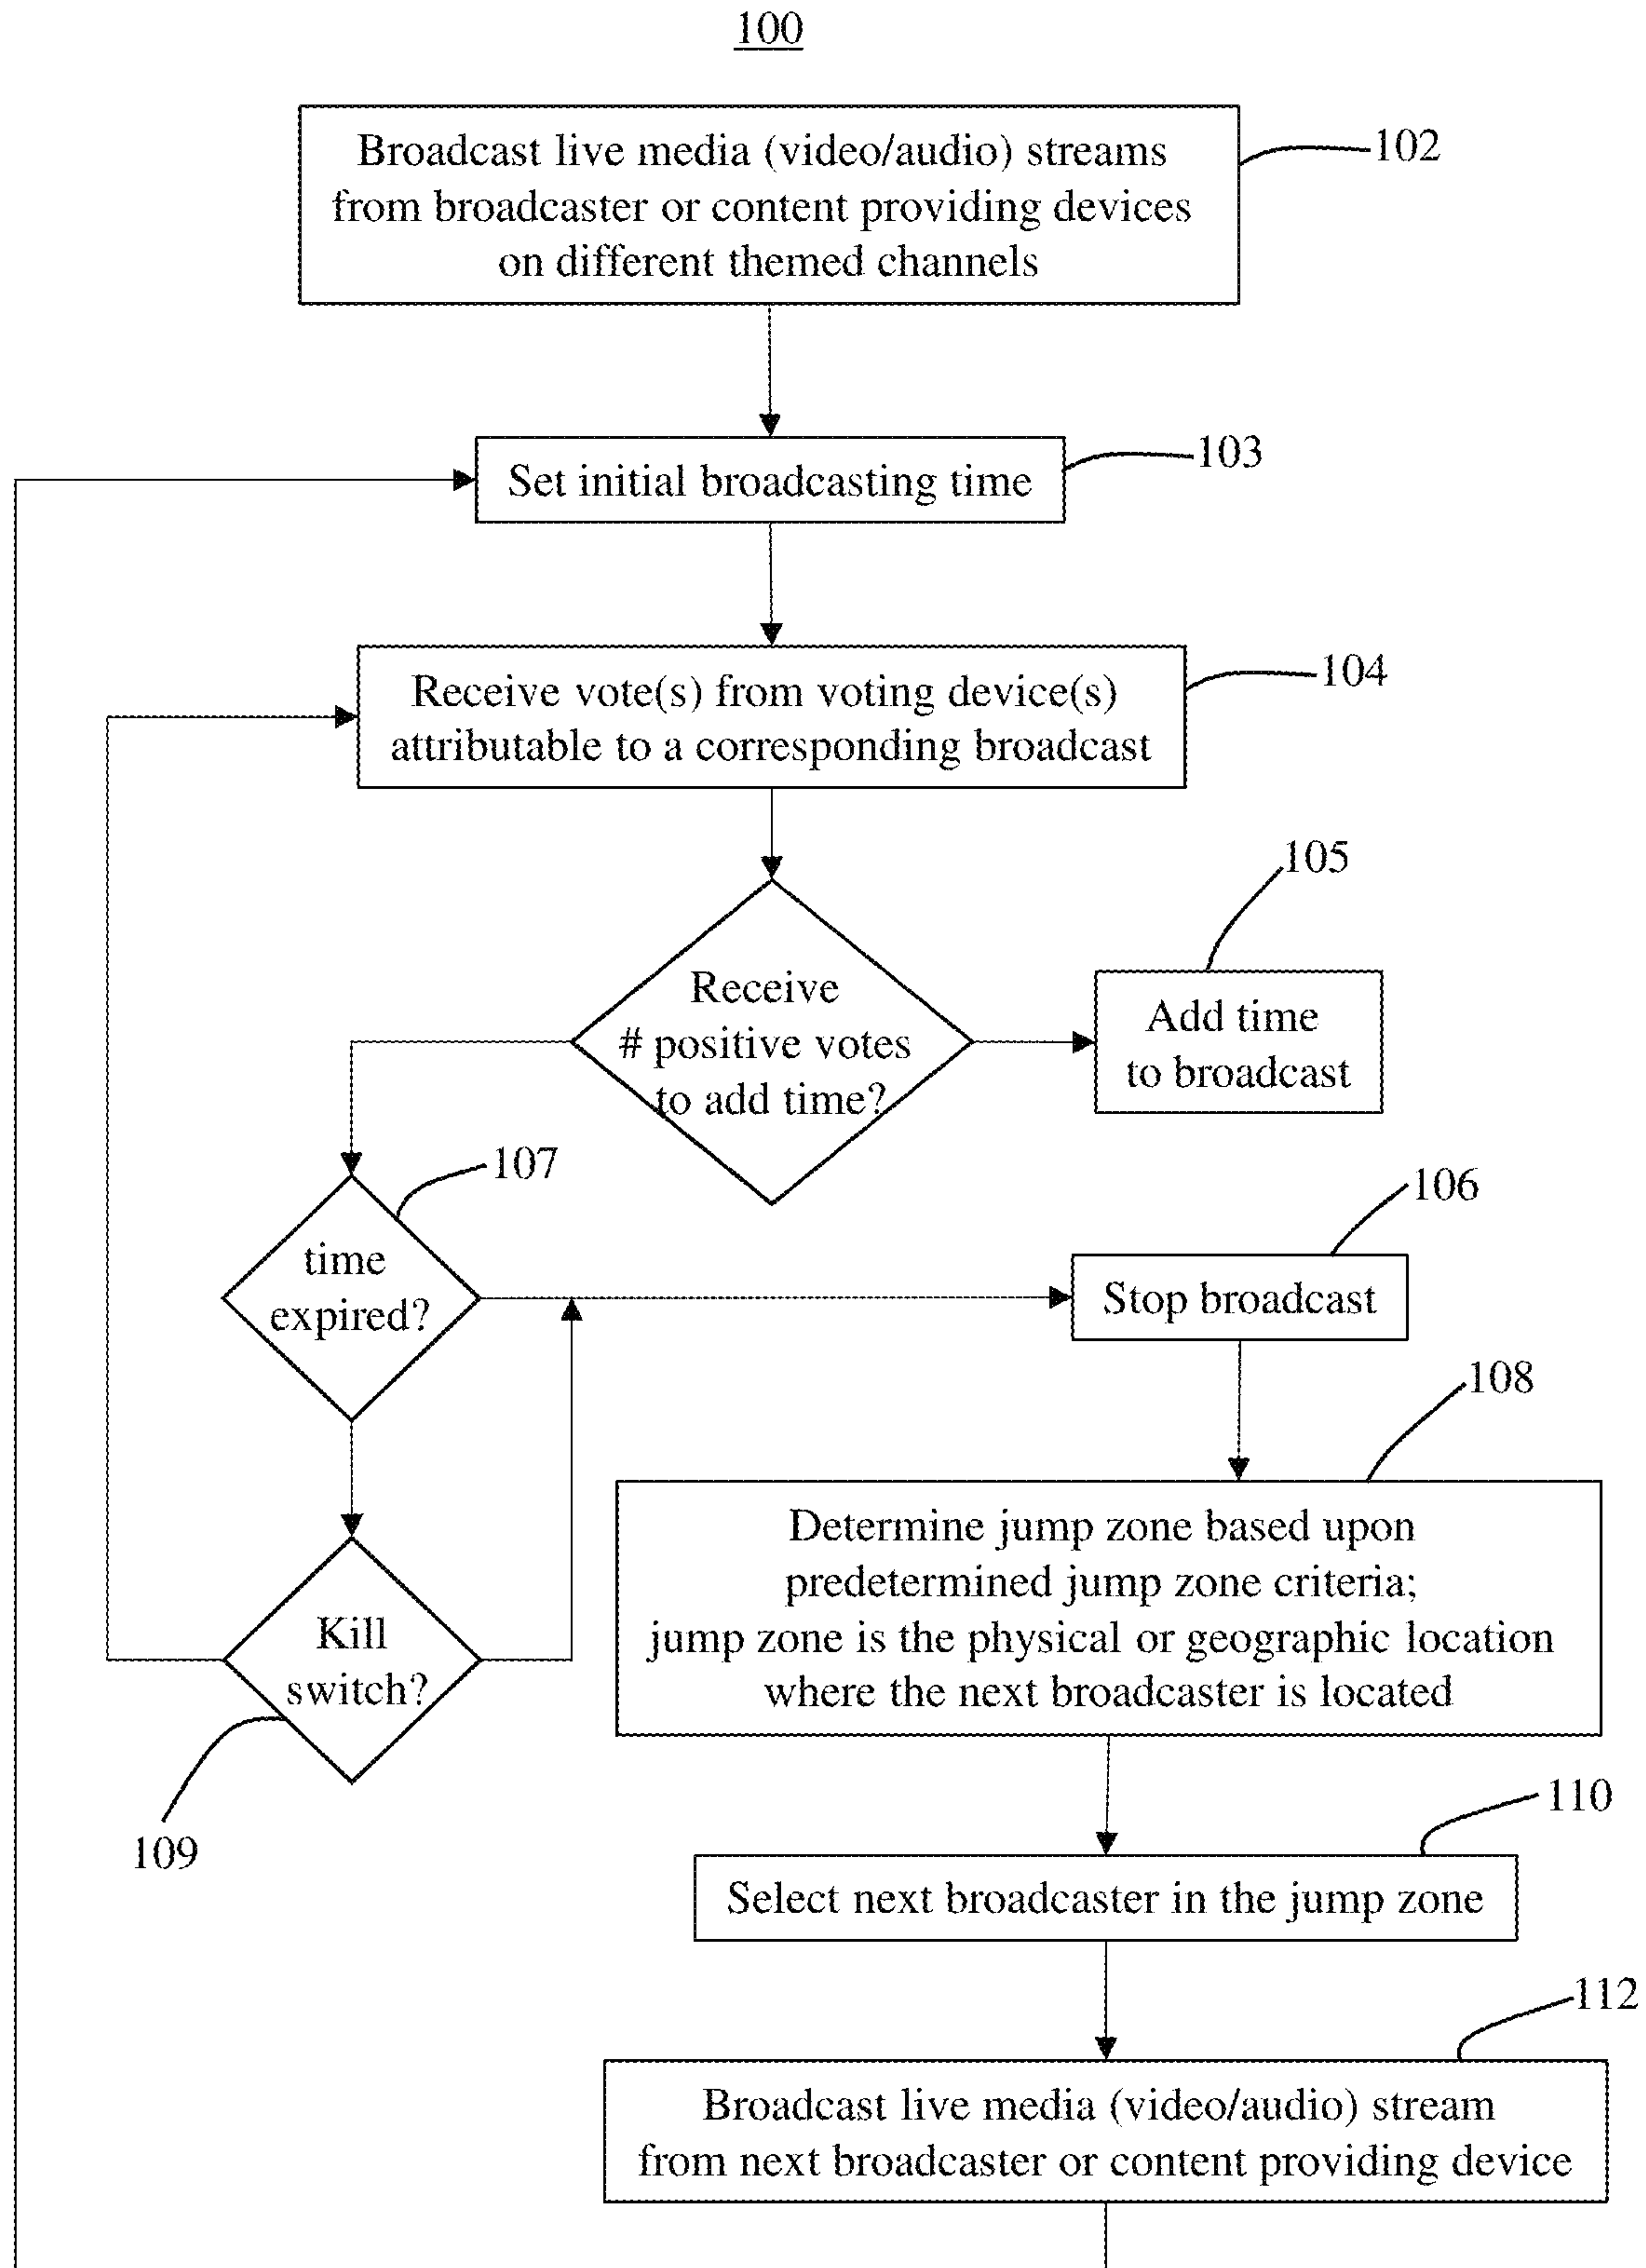 100
Broadcast live media (video/audio) streams
from broadcaster or content providing devices
on different themed channels
102
Set initial broadcasting time
103
Receive vote(s) from voting device(s)
attributable to a corresponding broadcast
104
Receive
# positive votes
to add time?
105
Add time
to broadcast
107
time
expired?
106
Stop broadcast
108
Determine jump zone based upon
predetermined jump zone criteria;
jump zone is the physical or geographic location
where the next broadcaster is located
Kill
switch?
109
110
Select next broadcaster in the jump zone
112
Broadcast live media (video/audio) stream
from next broadcaster or content providing device